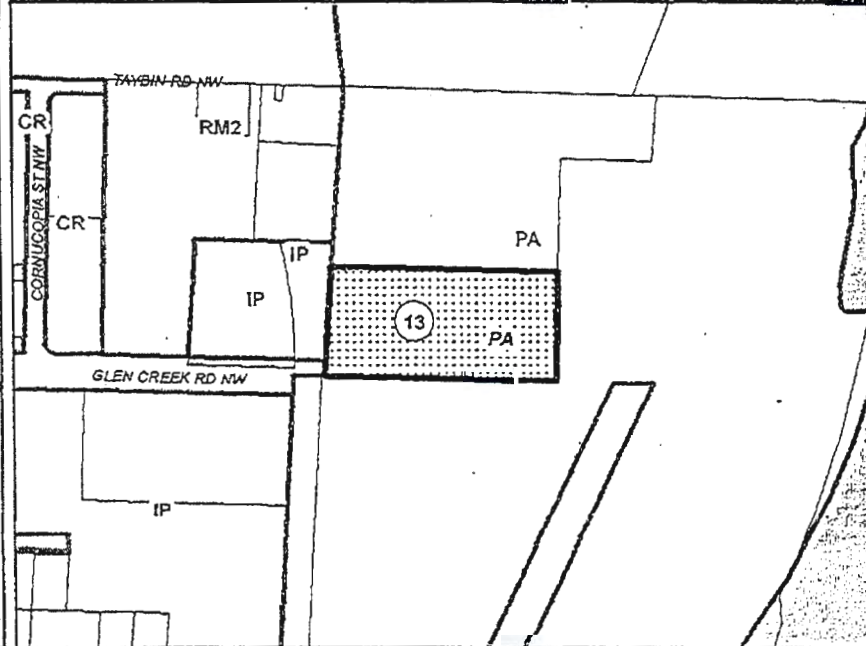 TAYBIN RD NW
CR
RM2
CORNUCOPIA ST NW
CR
IP
PA
IP
13
PA
GLEN CREEK RD NW
IP